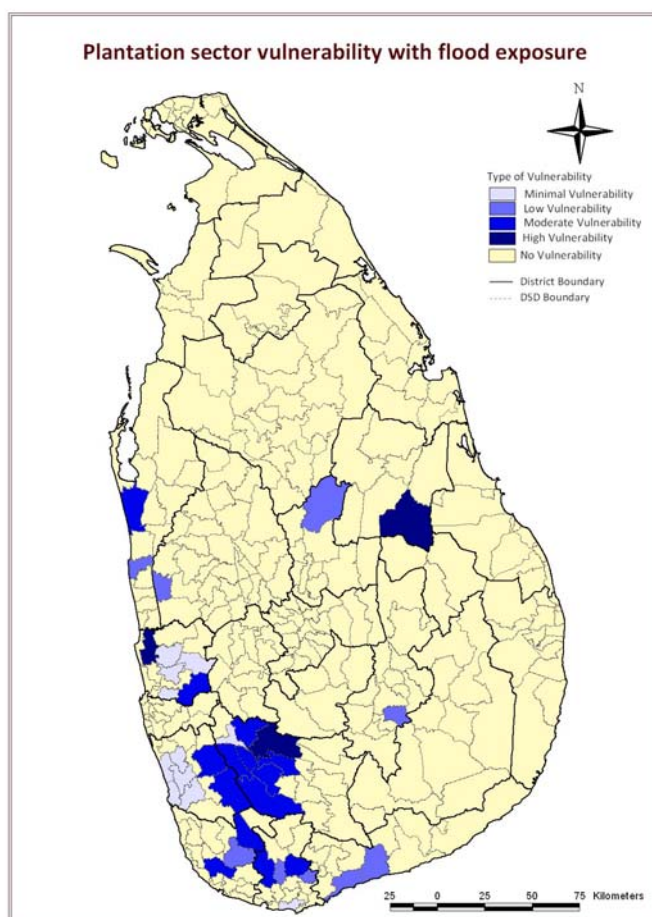 Plantation sector vulnerability with flood exposure
N
Type of Vulnerability
Minimal Vulnerability
Low Vulnerability
Moderate Vulnerability
High Vulnerability
No Vulnerability
District Boundary
DSD Boundary
25 0 25 50 75 Kilometers